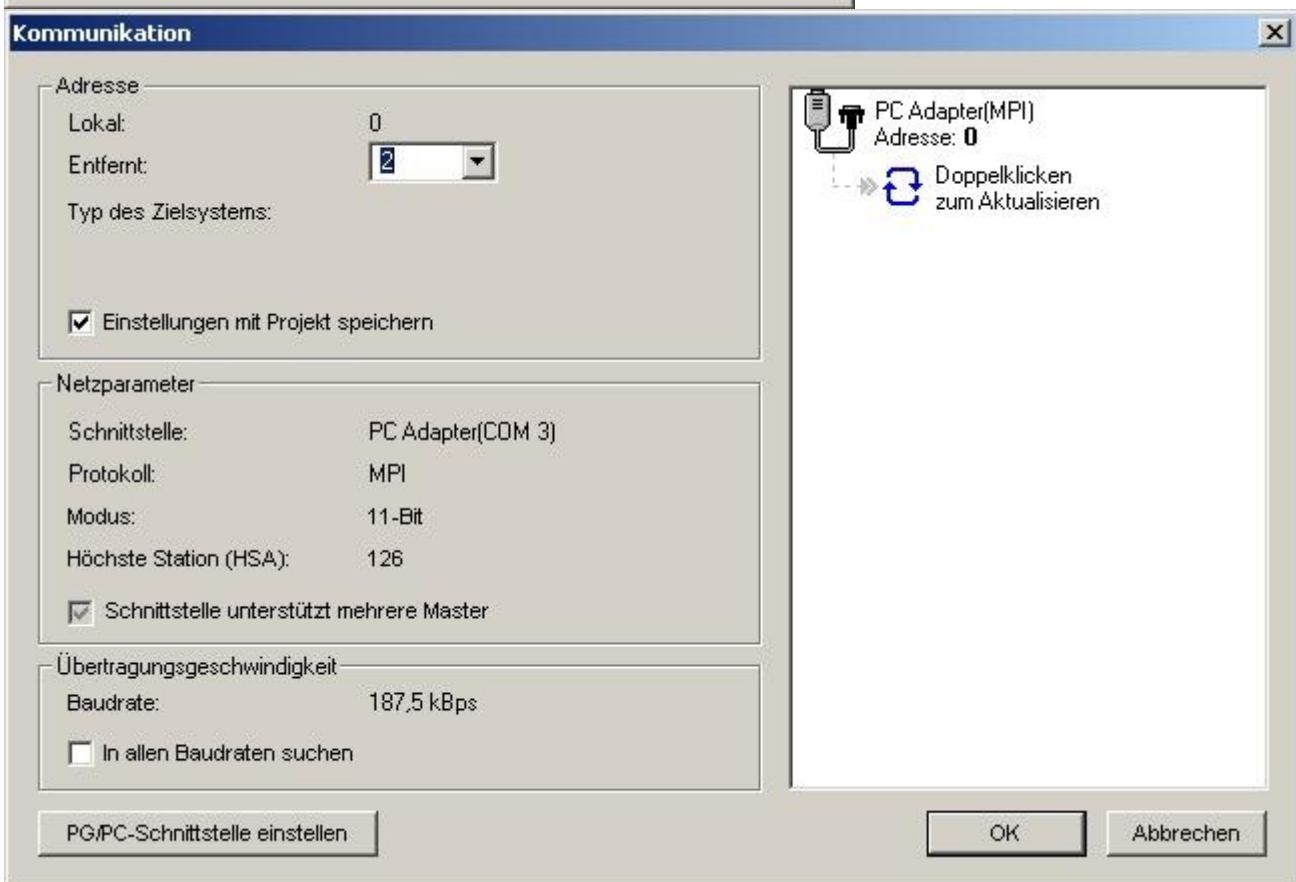 Kommunikation
Adresse
Lokal: 0
Entfernt: 2
Typ des Zielsystems:
Einstellungen mit Projekt speichern
Netzparameter
Schnittstelle: PC Adapter(COM 3)
Protokoll: MPI
Modus: 11-Bit
Höchste Station (HSA): 126
Schnittstelle unterstützt mehrere Master
Übertragungsgeschwindigkeit
Baudrate: 187,5 kBps
In allen Baudraten suchen
PG/PC-Schnittstelle einstellen
PC Adapter(MPI)
Adresse: 0
Doppelklicken
zum Aktualisieren
OK
Abbrechen